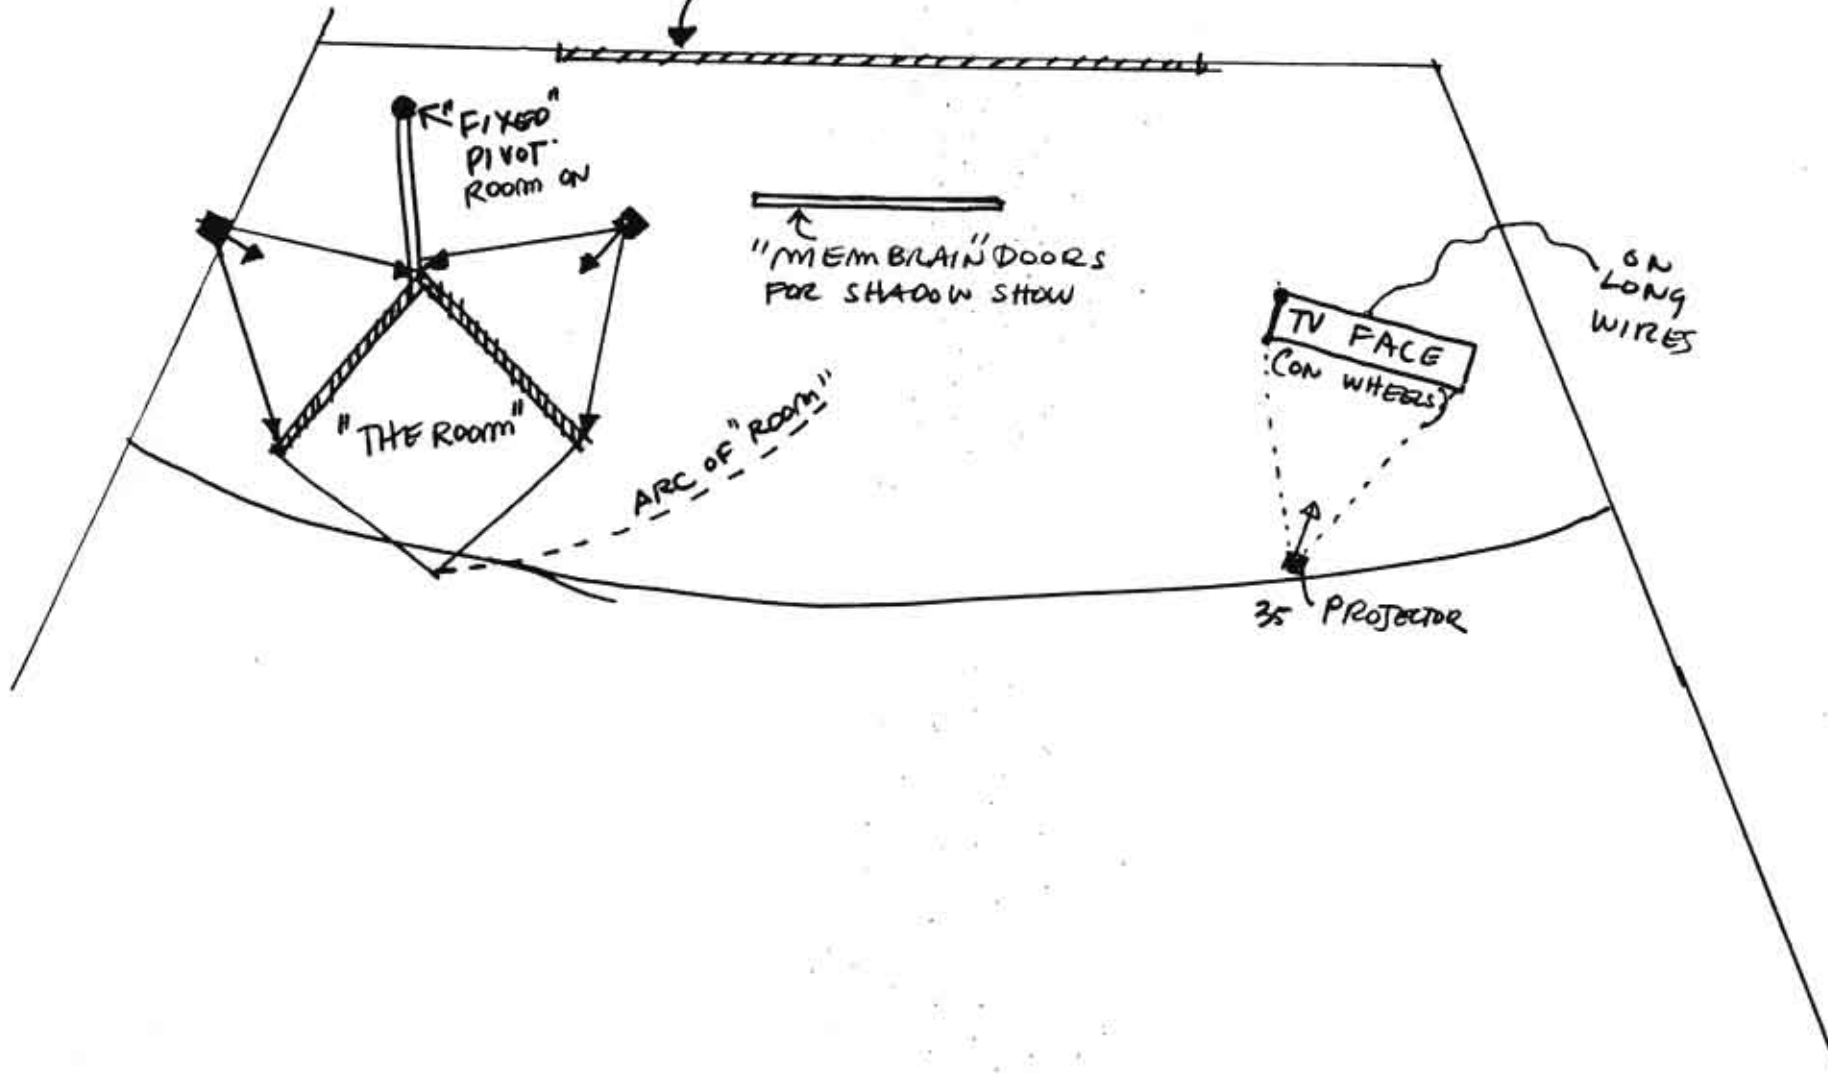 "FIXED"
PIVOT
ROOM ON
"MEMBRAIN" DOORS
FOR SHADOW SHOW
ON
LONG
WIRES
TV FACE
(ON WHEELS)
"THE ROOM"
ARC OF "ROOM"
35 PROJECTOR